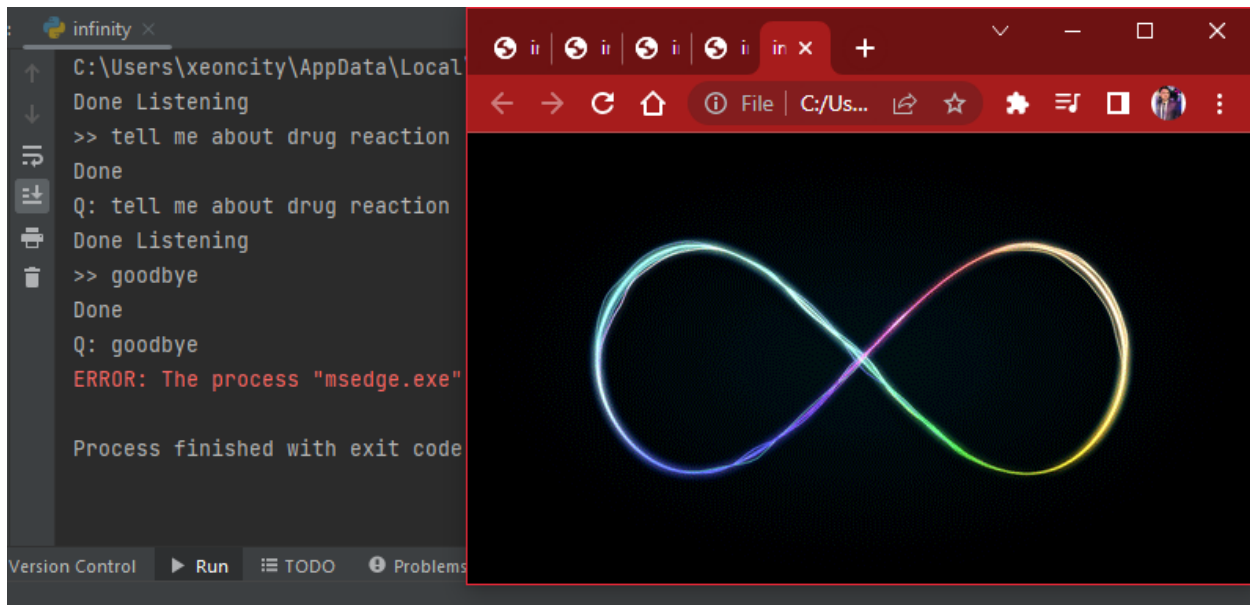 infinity
C:\Users\xeoncity\AppData\Local
Done Listening
>> tell me about drug reaction
Done
Q: tell me about drug reaction
Done Listening
>> goodbye
Done
Q: goodbye
ERROR: The process "msedge.exe"
Process finished with exit code
Version Control Run TODO Problems
in
File C:/Us...